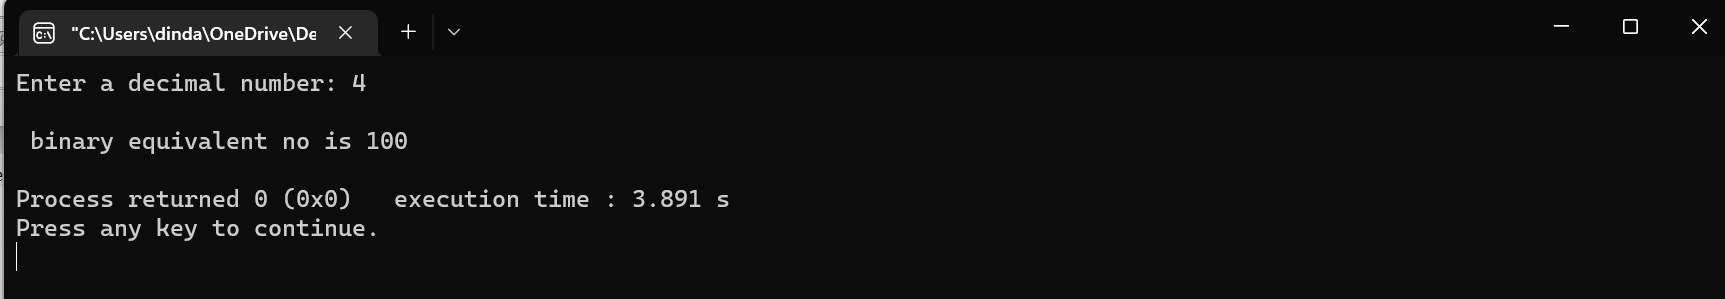 "C:\Users\dinda\OneDrive\De
Enter a decimal number: 4
binary equivalent no is 100
Process returned 0 (0x0)   execution time : 3.891 s
Press any key to continue.